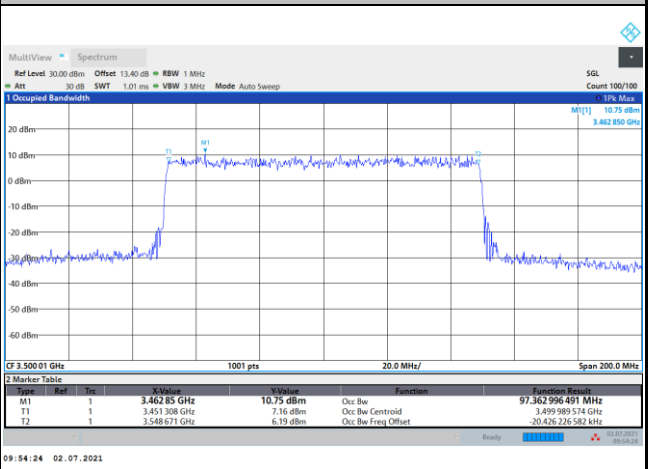 MultiView Spectrum
Ref Level 30.00 dBm Offset 13.40 dB RBW 1 MHz SGL
Att 30 dB SWT 1.01 ms VBW 3 MHz Mode Auto Sweep Count 100/100
1 Occupied Bandwidth 1Pk Max
M1[1] 10.75 dBm
3.462 850 GHz
20 dBm
M1
T1 T2
10 dBm
0 dBm
-10 dBm
-20 dBm
-30 dBm
-40 dBm
-50 dBm
-60 dBm
CF 3.500 01 GHz 1001 pts 20.0 MHz/ Span 200.0 MHz
2 Marker Table
Type Ref Trc X-Value Y-Value Function Function Result
M1 1 3.462 85 GHz 10.75 dBm Occ Bw 97.362 996 491 MHz
T1 1 3.451 308 GHz 7.16 dBm Occ Bw Centroid 3.499 989 574 GHz
T2 1 3.548 671 GHz 6.19 dBm Occ Bw Freq Offset -20.426 226 582 kHz
Ready 02.07.2021
09:54:24
09:54:24 02.07.2021